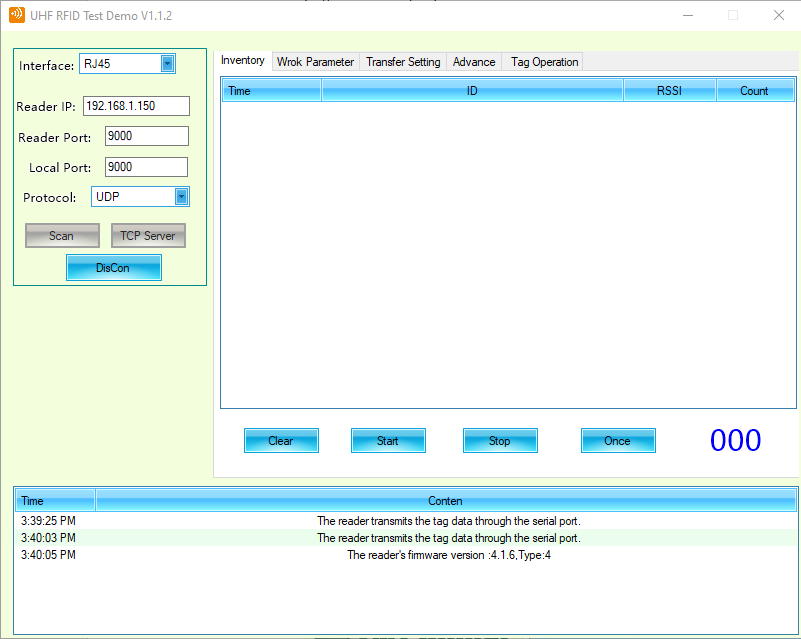 UHF RFID Test Demo V1.1.2
Interface: RJ45
Reader IP: 192.168.1.150
Reader Port: 9000
Local Port: 9000
Protocol: UDP
Scan TCP Server
DisCon
Inventory Wrok Parameter Transfer Setting Advance Tag Operation
Time ID RSSI Count
Clear Start Stop Once 000
Time Conten
3:39:25 PM The reader transmits the tag data through the serial port.
3:40:03 PM The reader transmits the tag data through the serial port.
3:40:05 PM The reader's firmware version :4.1.6,Type:4